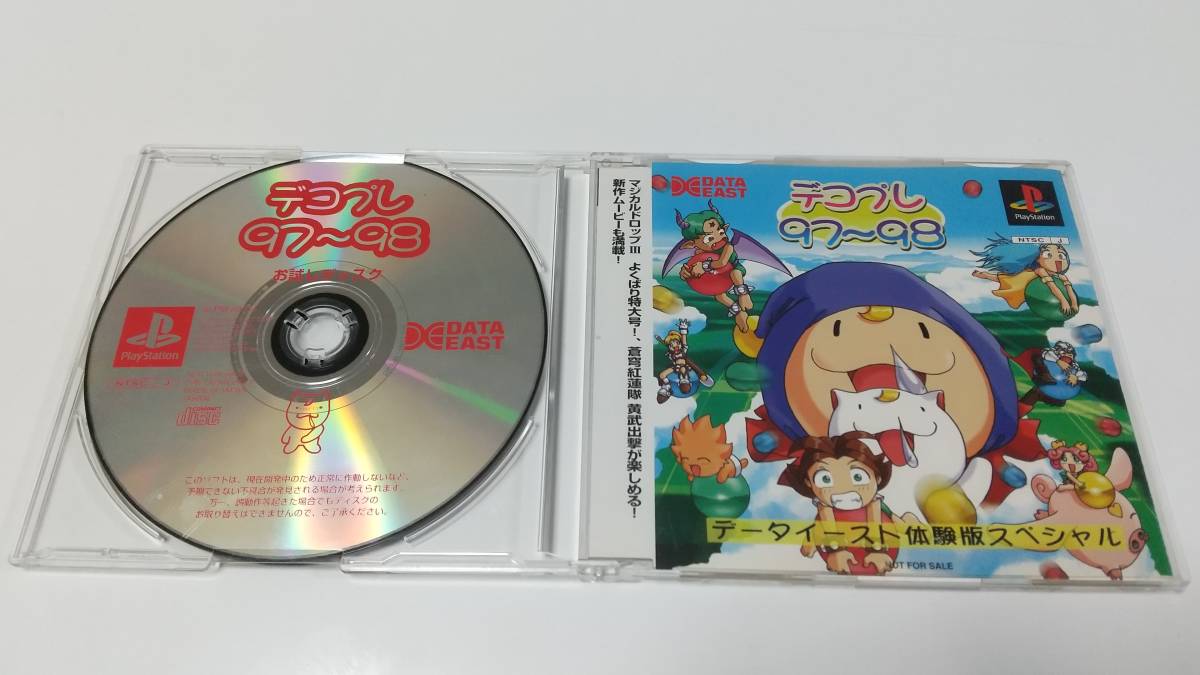 デコプレ
97～98
お試しディスク
PlayStation
NTSC J
DATA
EAST
COMPACT
disc
このソフトは、現在開発中のため正常に作動しないなど、
予期できない不具合が発見される場合が考えられます。
万一、誤動作等起きた場合でもディスクの
お取り替えはできませんので、ご了承ください。
マジカルドロップIII よくばり特大号!、蒼穹紅蓮隊 黄武出撃が楽しめる!
新作ムービーも満載!
DATA
EAST
デコプレ
97～98
PlayStation
NTSC J
データイースト体験版スペシャル
NOT FOR SALE